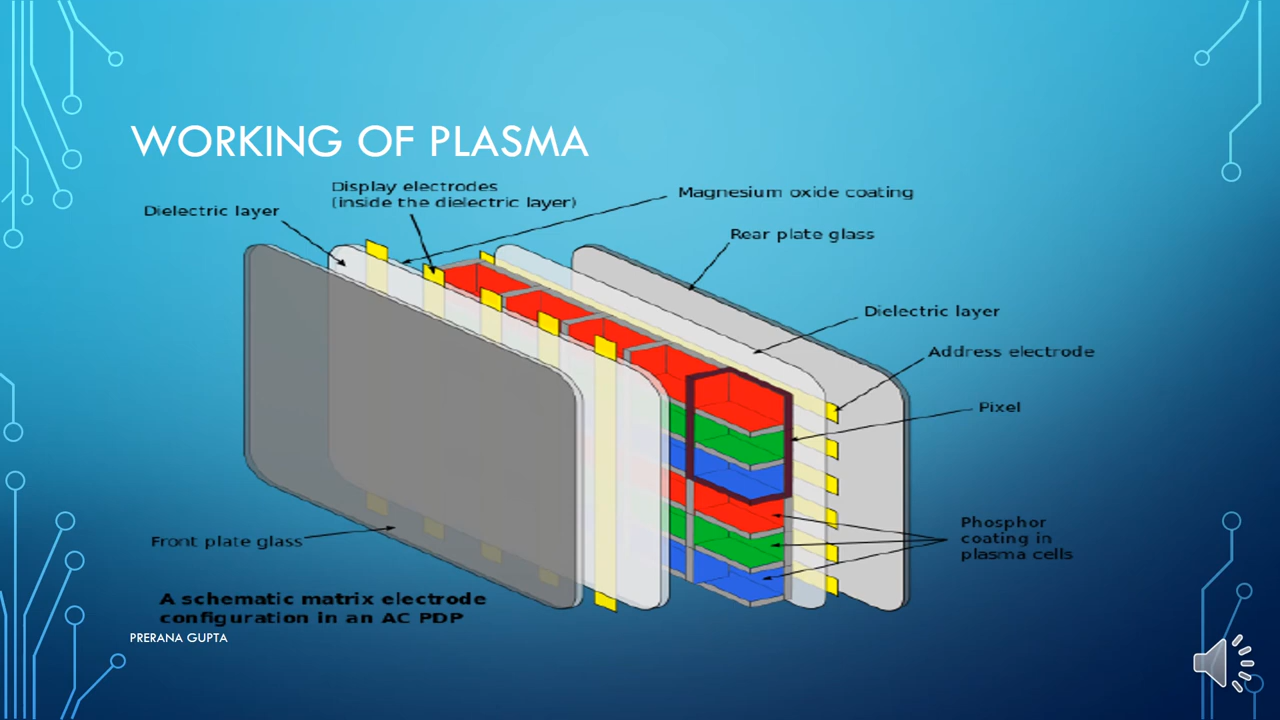 WORKING OF PLASMA
Display electrodes
(inside the dielectric layer)
Magnesium oxide coating
Dielectric layer
Rear plate glass
Dielectric layer
Address electrode
Pixel
Phosphor
coating in
plasma cells
Front plate glass
A schematic matrix electrode
configuration in an AC PDP
PRERANA GUPTA